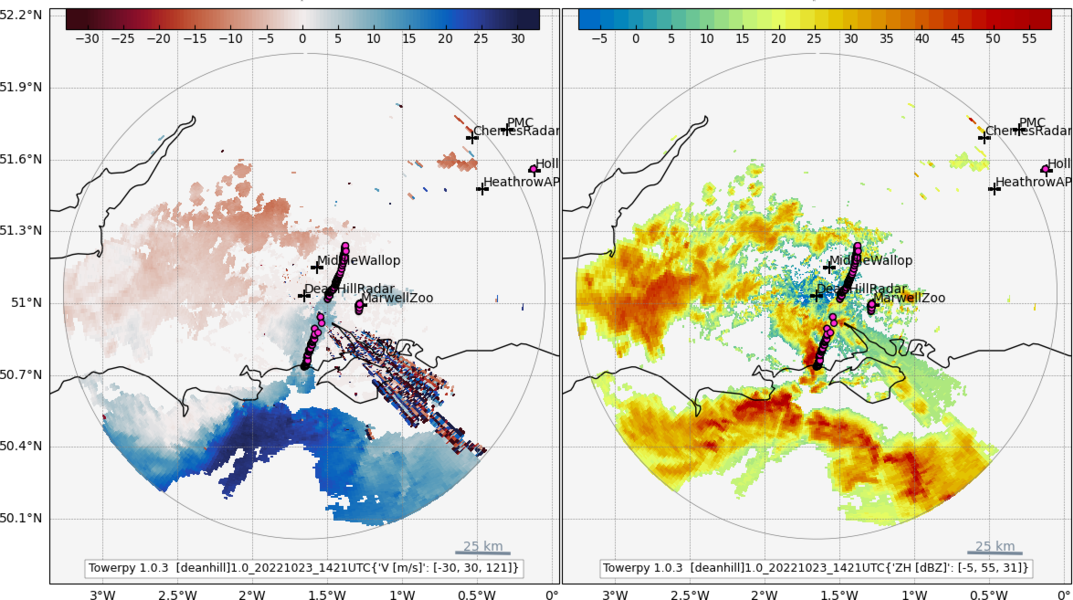 −30 −25 −20 −15 −10 −5 0 5 10 15 20 25 30
52.2°N
51.9°N
51.6°N
51.3°N
51°N
50.7°N
50.4°N
50.1°N
PMC
CheniesRadar
Holl
HeathrowAP
MiddleWallop
DeanHillRadar
MarwellZoo
25 km
Towerpy 1.0.3 [deanhill]1.0_20221023_1421UTC{'V [m/s]': [-30, 30, 121]}
3°W 2.5°W 2°W 1.5°W 1°W 0.5°W 0°
−5 0 5 10 15 20 25 30 35 40 45 50 55
PMC
CheniesRadar
Holl
HeathrowAP
MiddleWallop
DeanHillRadar
MarwellZoo
25 km
Towerpy 1.0.3 [deanhill]1.0_20221023_1421UTC{'ZH [dBZ]': [-5, 55, 31]}
3°W 2.5°W 2°W 1.5°W 1°W 0.5°W 0°